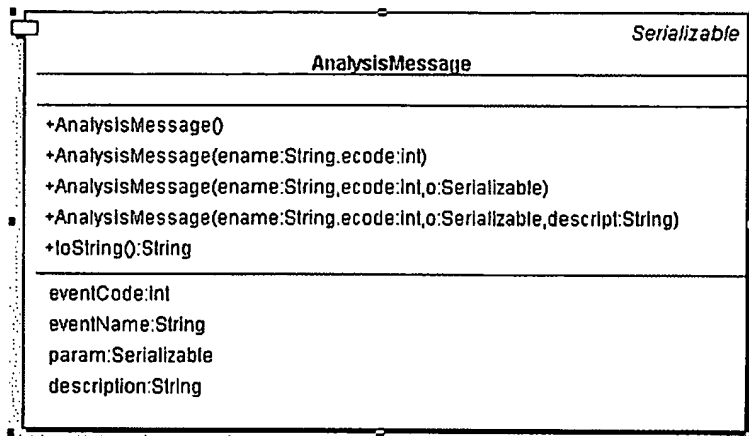 Serializable
AnalysisMessage
+AnalysisMessage()
+AnalysisMessage(ename:String,ecode:int)
+AnalysisMessage(ename:String,ecode:int,o:Serializable)
+AnalysisMessage(ename:String,ecode:int,o:Serializable,descript:String)
+toString():String
eventCode:int
eventName:String
param:Serializable
description:String